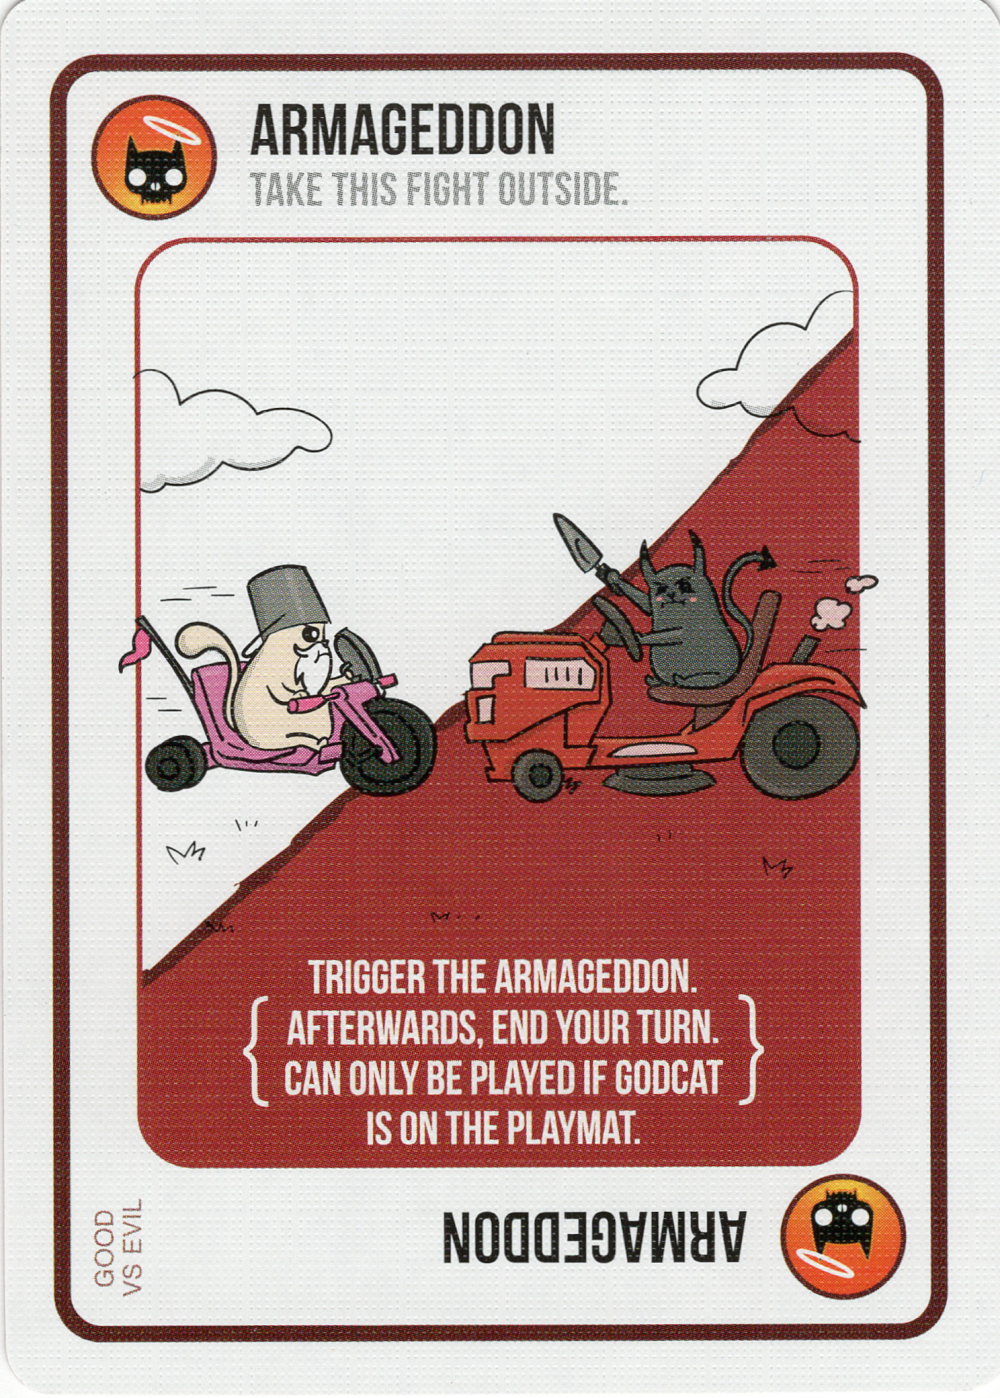 ARMAGEDDON
TAKE THIS FIGHT OUTSIDE.
TRIGGER THE ARMAGEDDON.
AFTERWARDS, END YOUR TURN.
CAN ONLY BE PLAYED IF GODCAT
IS ON THE PLAYMAT.
GOOD
VS EVIL
ARMAGEDDON